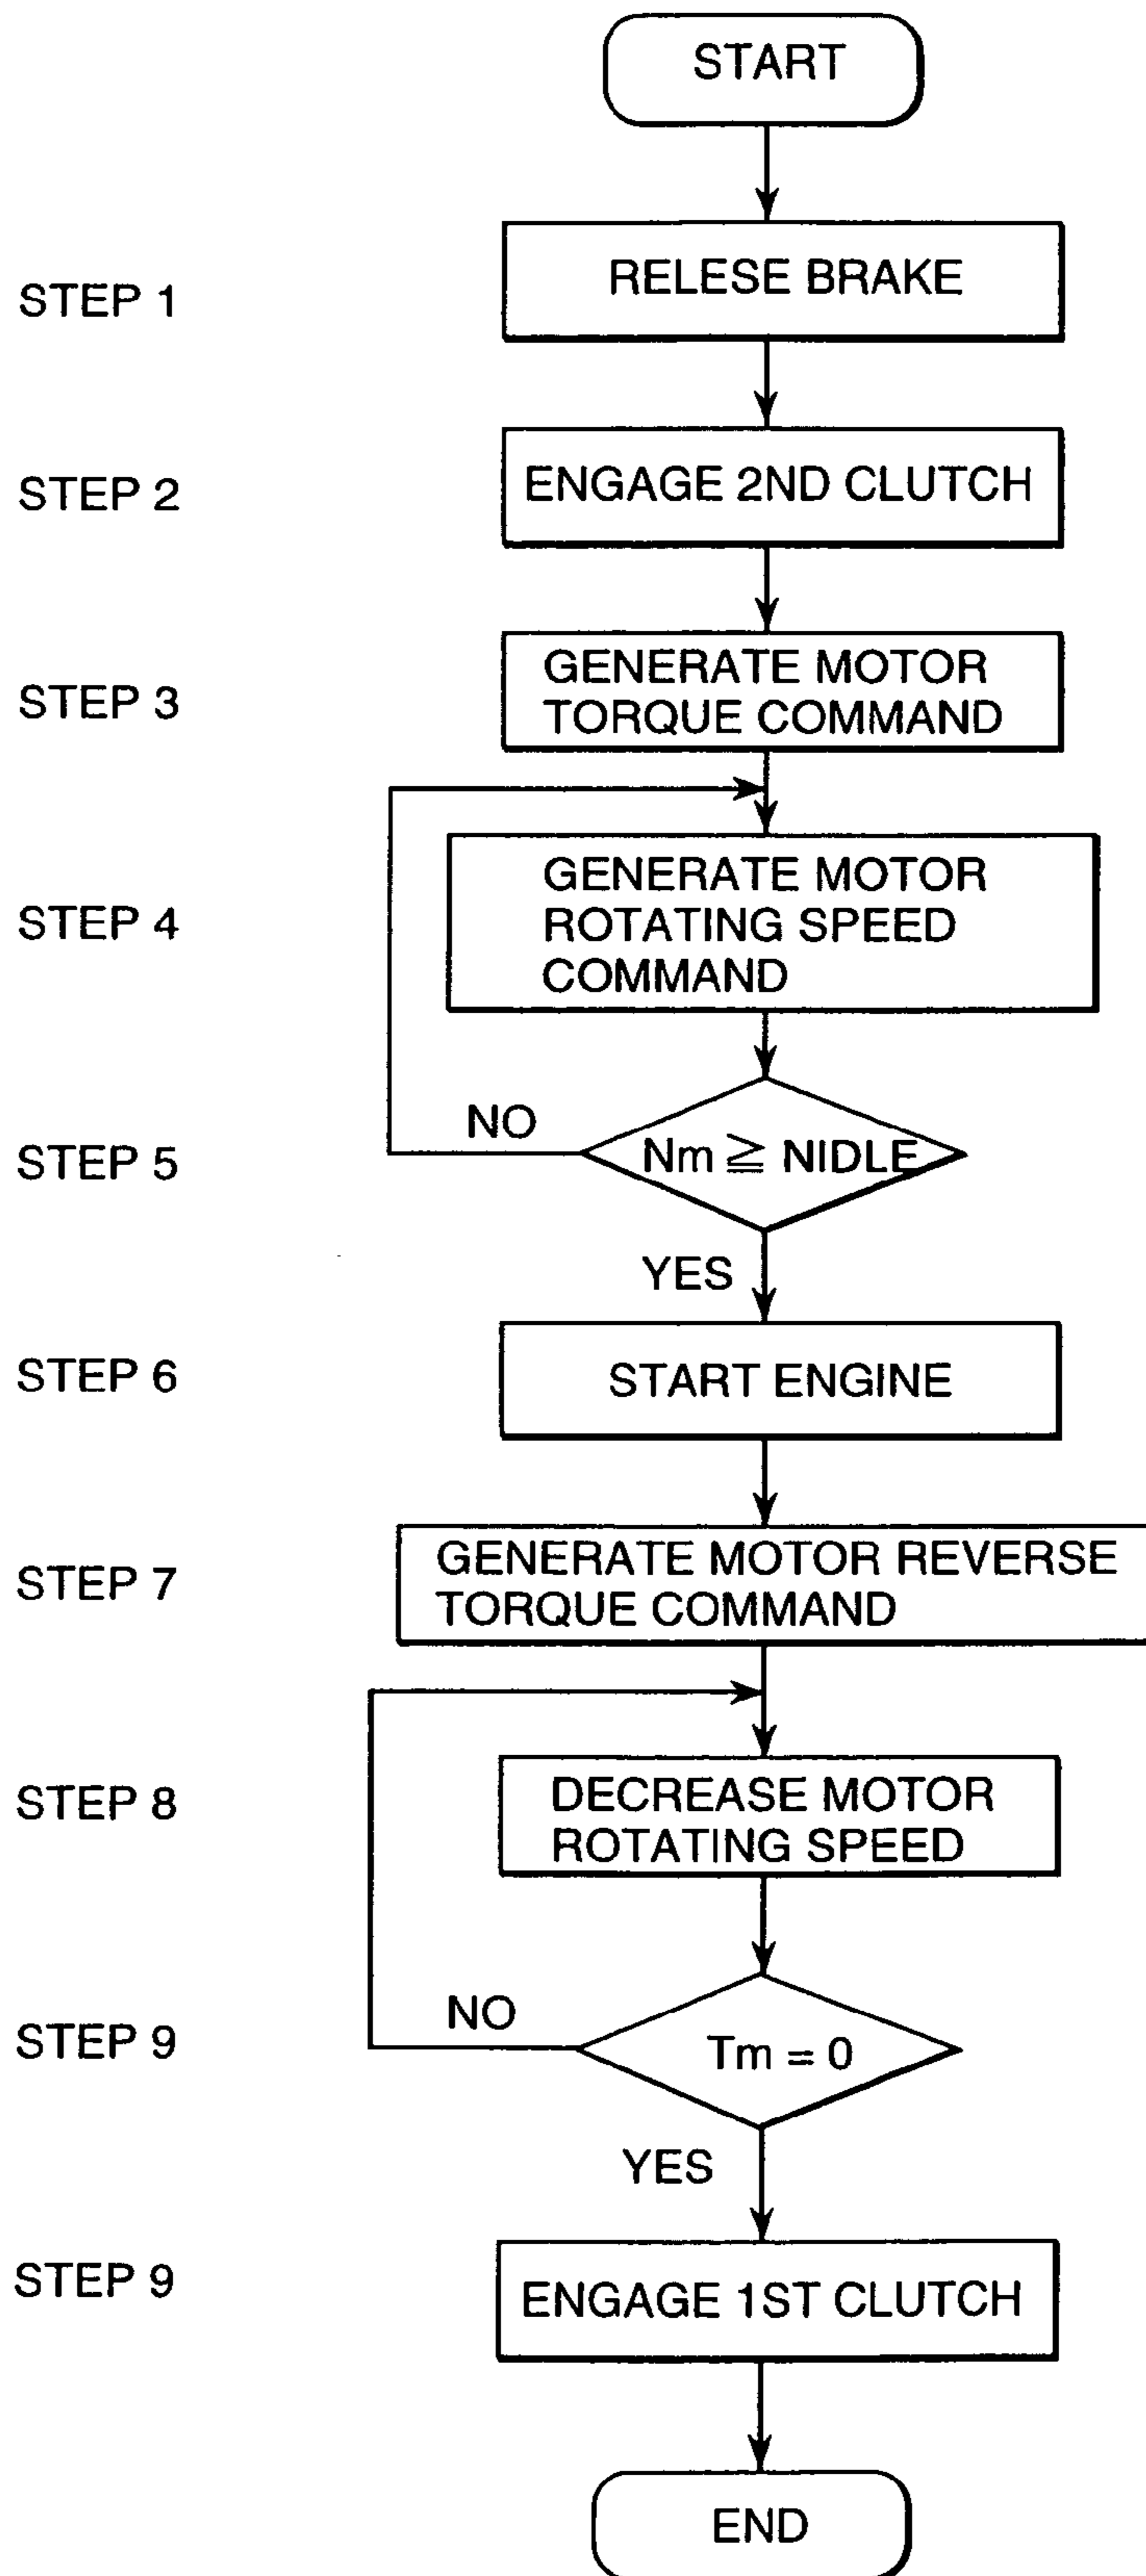 START
STEP 1
RELESE BRAKE
STEP 2
ENGAGE 2ND CLUTCH
STEP 3
GENERATE MOTOR
TORQUE COMMAND
STEP 4
GENERATE MOTOR
ROTATING SPEED
COMMAND
STEP 5
NO
Nm ≧ NIDLE
YES
STEP 6
START ENGINE
STEP 7
GENERATE MOTOR REVERSE
TORQUE COMMAND
STEP 8
DECREASE MOTOR
ROTATING SPEED
STEP 9
NO
Tm = 0
YES
STEP 9
ENGAGE 1ST CLUTCH
END